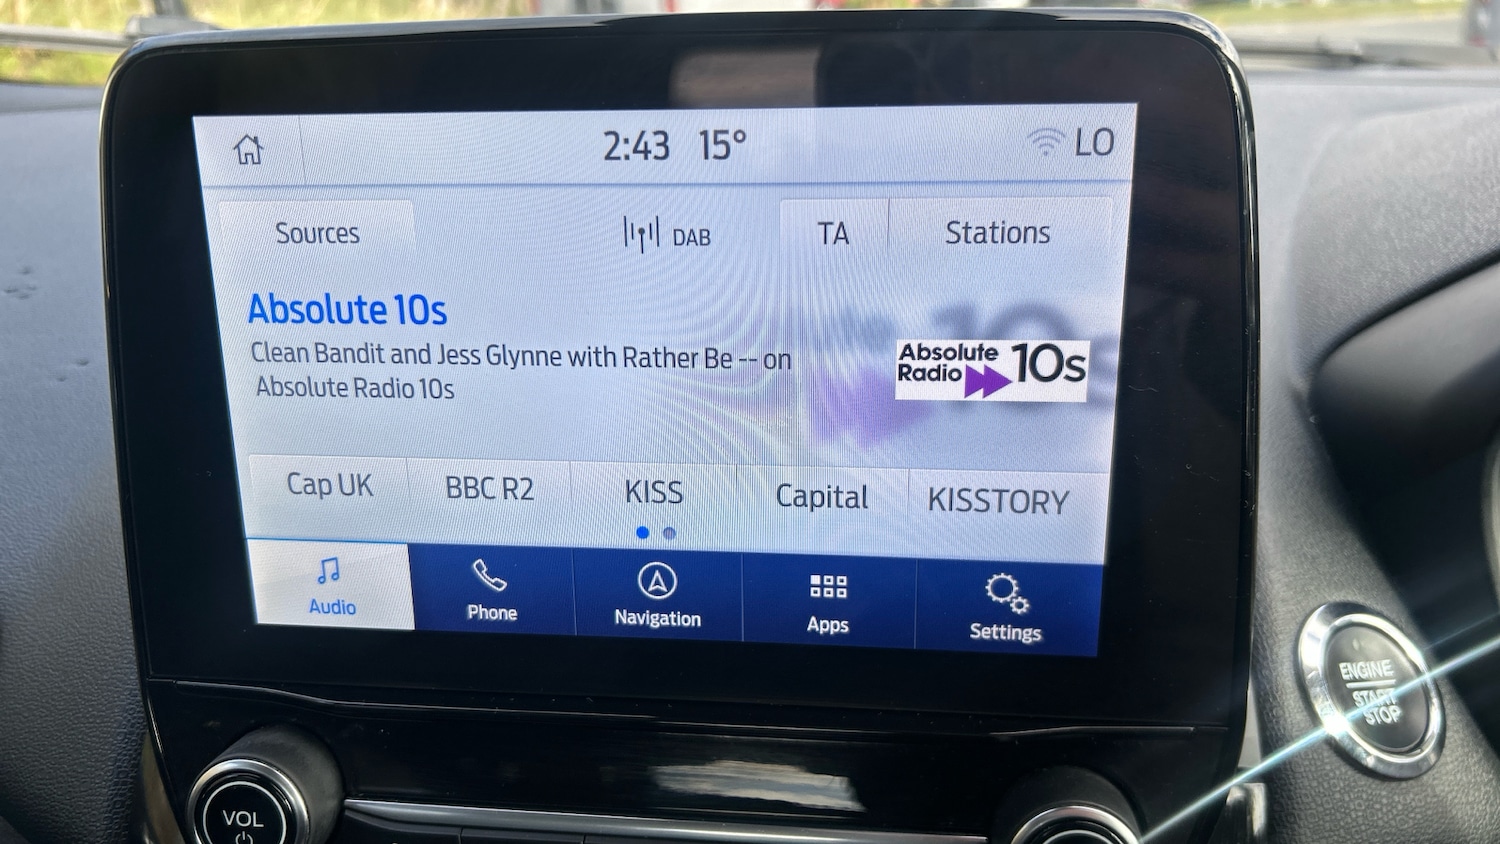 2:43 15° LO
Sources DAB TA Stations
Absolute 10s
Clean Bandit and Jess Glynne with Rather Be -- on
Absolute Radio 10s
Absolute
Radio 10s
Cap UK BBC R2 KISS Capital KISSTORY
Audio Phone Navigation Apps Settings
ENGINE
START
STOP
VOL